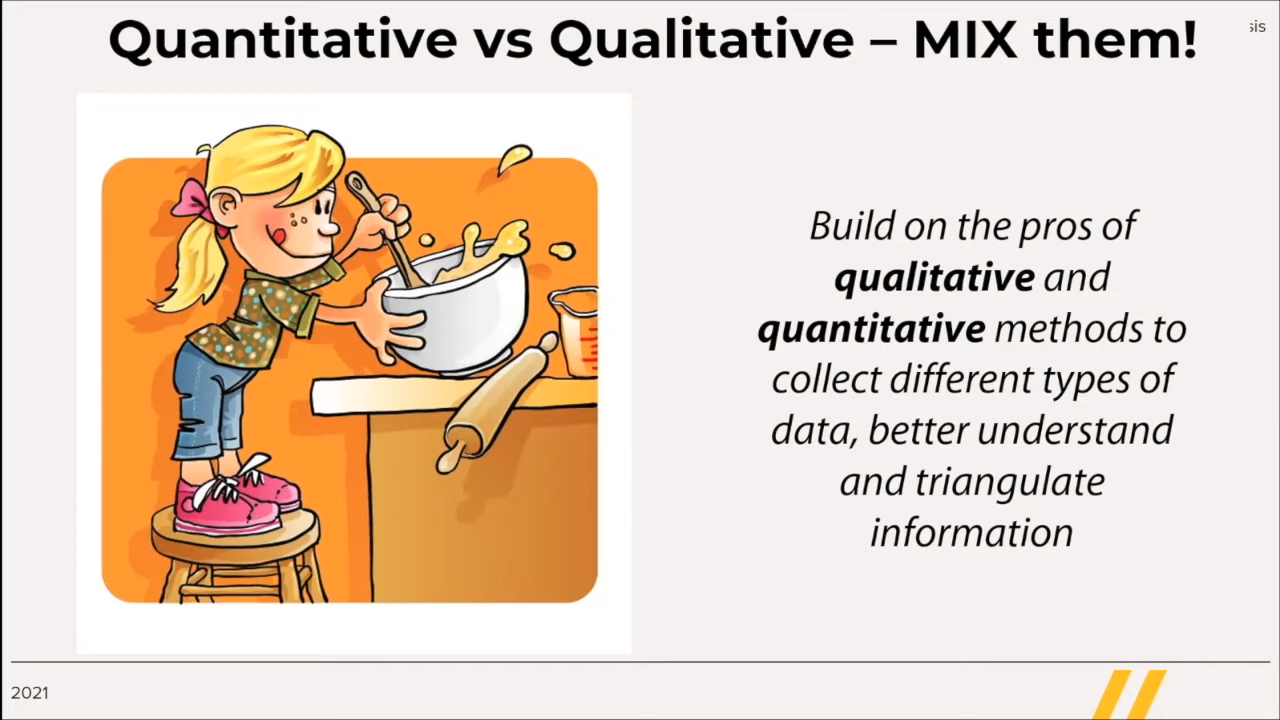 Quantitative vs Qualitative – MIX them!
Build on the pros of
qualitative and
quantitative methods to
collect different types of
data, better understand
and triangulate
information
2021